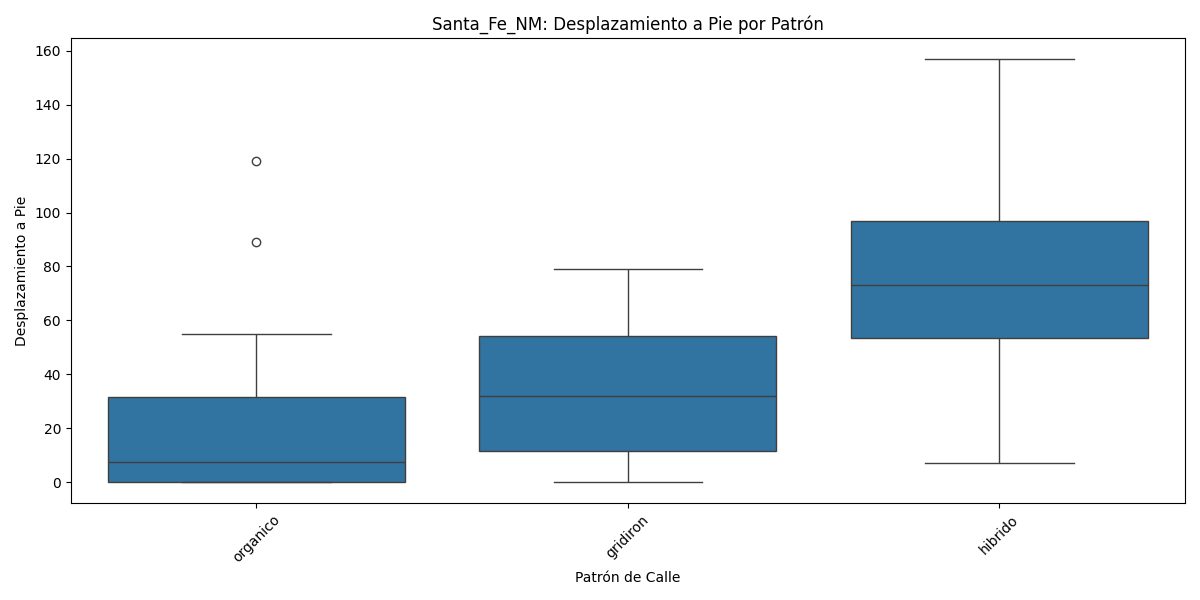 Santa_Fe_NM: Desplazamiento a Pie por Patrón
Desplazamiento a Pie
160
140
120
100
80
60
40
20
0
organico
gridiron
hibrido
Patrón de Calle